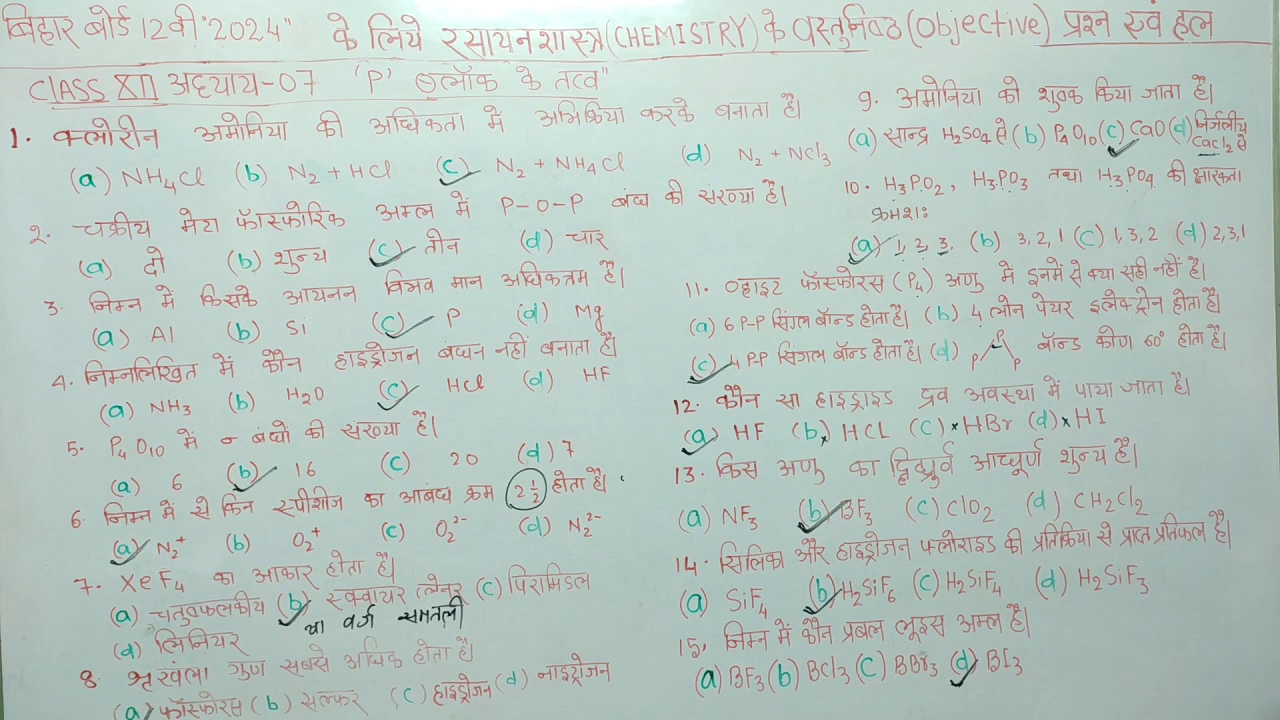 बिहार बोर्ड 12वी "2024" के लिये रसायनशास्त्र (CHEMISTRY) के वस्तुनिष्ठ (Objective) प्रश्न एवं हल
CLASS XII अध्याय-07 'P' ब्लॉक के तत्व"
1. क्लोरीन अमोनिया की अधिकता में अभिक्रिया करके बनाता है।
(a) NH4Cl (b) N2 + HCl (c) N2 + NH4Cl (d) N2 + NCl3
2. चक्रीय मेटा फॉस्फोरिक अम्ल में P-O-P बंध की संख्या है।
(a) दो (b) शुन्य (c) तीन (d) चार
3. निम्न में किसके आयनन विभव मान अधिकतम है।
(a) Al (b) Si (c) P (d) Mg
4. निम्नलिखित में कौन हाइड्रोजन बंधन नहीं बनाता है।
(a) NH3 (b) H2O (c) HCl (d) HF
5. P4O10 में σ बंधो की संख्या है।
(a) 6 (b) 16 (c) 20 (d) 7
6. निम्न में से किन स्पीशीज का आबंध क्रम 2 1/2 होता है।
(a) N2+ (b) O2+ (c) O2 2- (d) N2 2-
7. XeF4 का आकार होता है।
(a) चतुष्फलकीय (b) स्क्वायर प्लेनर (c) पिरामिडल
या वर्ग समतली
(d) लिनियर
8. श्रृखंला गुण सबसे अधिक होता है।
(a) फॉस्फोरस (b) सल्फर (c) हाइड्रोजन (d) नाइट्रोजन
9. अमोनिया को शुष्क किया जाता है।
(a) सान्द्र H2SO4 से (b) P4O10 (c) CaO (d) निर्जलीय
CaCl2 से
10. H3PO2, H3PO3 तथा H3PO4 की क्षारकता
क्रमशः
(a) 1, 2, 3, (b) 3, 2, 1 (c) 1, 3, 2 (d) 2,3,1
11. व्हाइट फॉस्फोरस (P4) अणु में इनमें से क्या सही नहीं है।
(a) 6 P-P सिंगल बॉन्ड होता है। (b) 4 लोन पेयर इलेक्ट्रोन होता है।
(c) 4 P-P सिंगल बॉन्ड होता है। (d) P P P बॉन्ड कोण 60° होता है।
12. कौन सा हाइड्राइड द्रव अवस्था में पाया जाता है।
(a) HF (b)x HCL (c)x HBr (d)x HI
13. किस अणु का द्विध्रुर्व आघ्पूर्ण शुन्य है।
(a) NF3 (b) BF3 (c) ClO2 (d) CH2Cl2
14. सिलिका और हाइड्रोजन फ्लोराइड की प्रतिक्रिया से प्राप्त प्रतिफल है।
(a) SiF4 (b) H2SiF6 (c) H2SiF4 (d) H2SiF3
15. निम्न में कौन प्रबल लूइस अम्ल है।
(a) BF3 (b) BCl3 (c) BBr3 (d) BI3